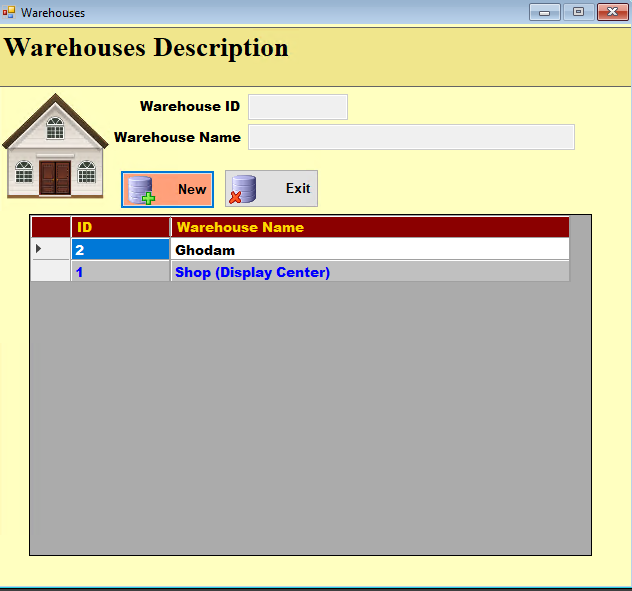 Warehouses
Warehouses Description
Warehouse ID
Warehouse Name
New Exit
ID Warehouse Name
2 Ghodam
1 Shop (Display Center)